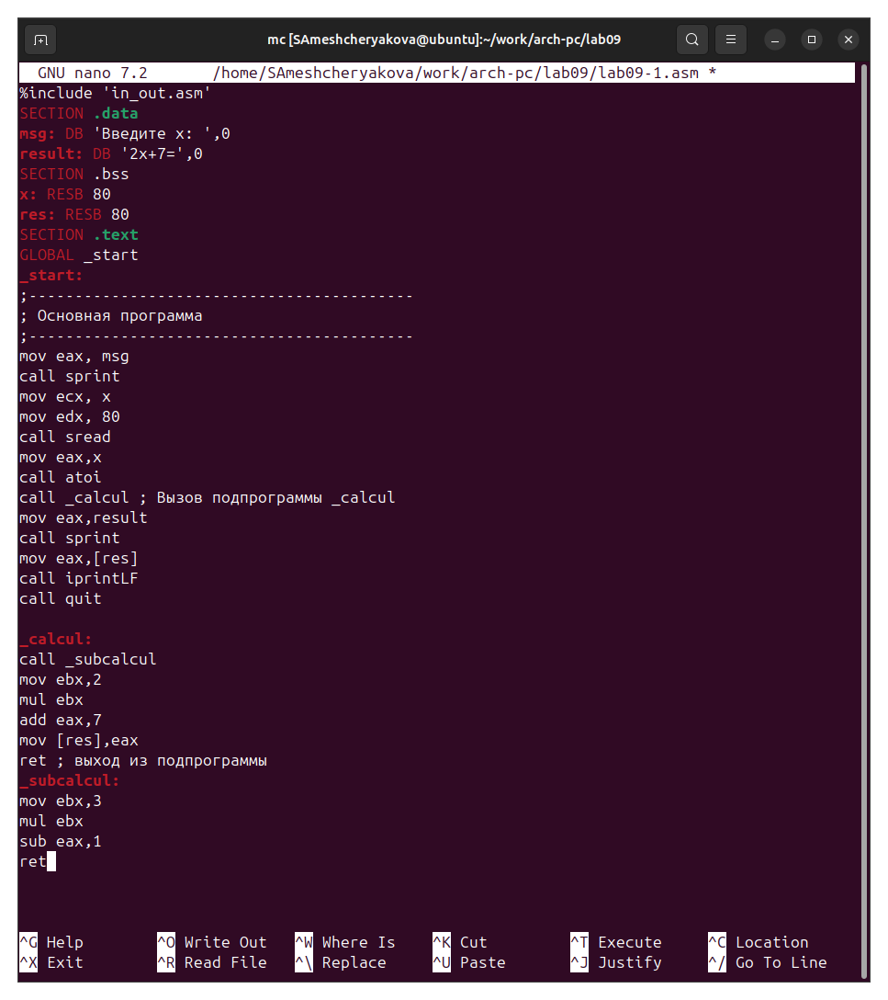 mc [SAmeshcheryakova@ubuntu]:~/work/arch-pc/lab09
GNU nano 7.2 /home/SAmeshcheryakova/work/arch-pc/lab09/lab09-1.asm *
%include 'in_out.asm'
SECTION .data
msg: DB 'Введите x: ',0
result: DB '2x+7=',0
SECTION .bss
x: RESB 80
res: RESB 80
SECTION .text
GLOBAL _start
_start:
;------------------------------------------
; Основная программа
;------------------------------------------
mov eax, msg
call sprint
mov ecx, x
mov edx, 80
call sread
mov eax,x
call atoi
call _calcul ; Вызов подпрограммы _calcul
mov eax,result
call sprint
mov eax,[res]
call iprintLF
call quit

_calcul:
call _subcalcul
mov ebx,2
mul ebx
add eax,7
mov [res],eax
ret ; выход из подпрограммы
_subcalcul:
mov ebx,3
mul ebx
sub eax,1
ret
^G Help ^O Write Out ^W Where Is ^K Cut ^T Execute ^C Location
^X Exit ^R Read File ^\ Replace ^U Paste ^J Justify ^/ Go To Line